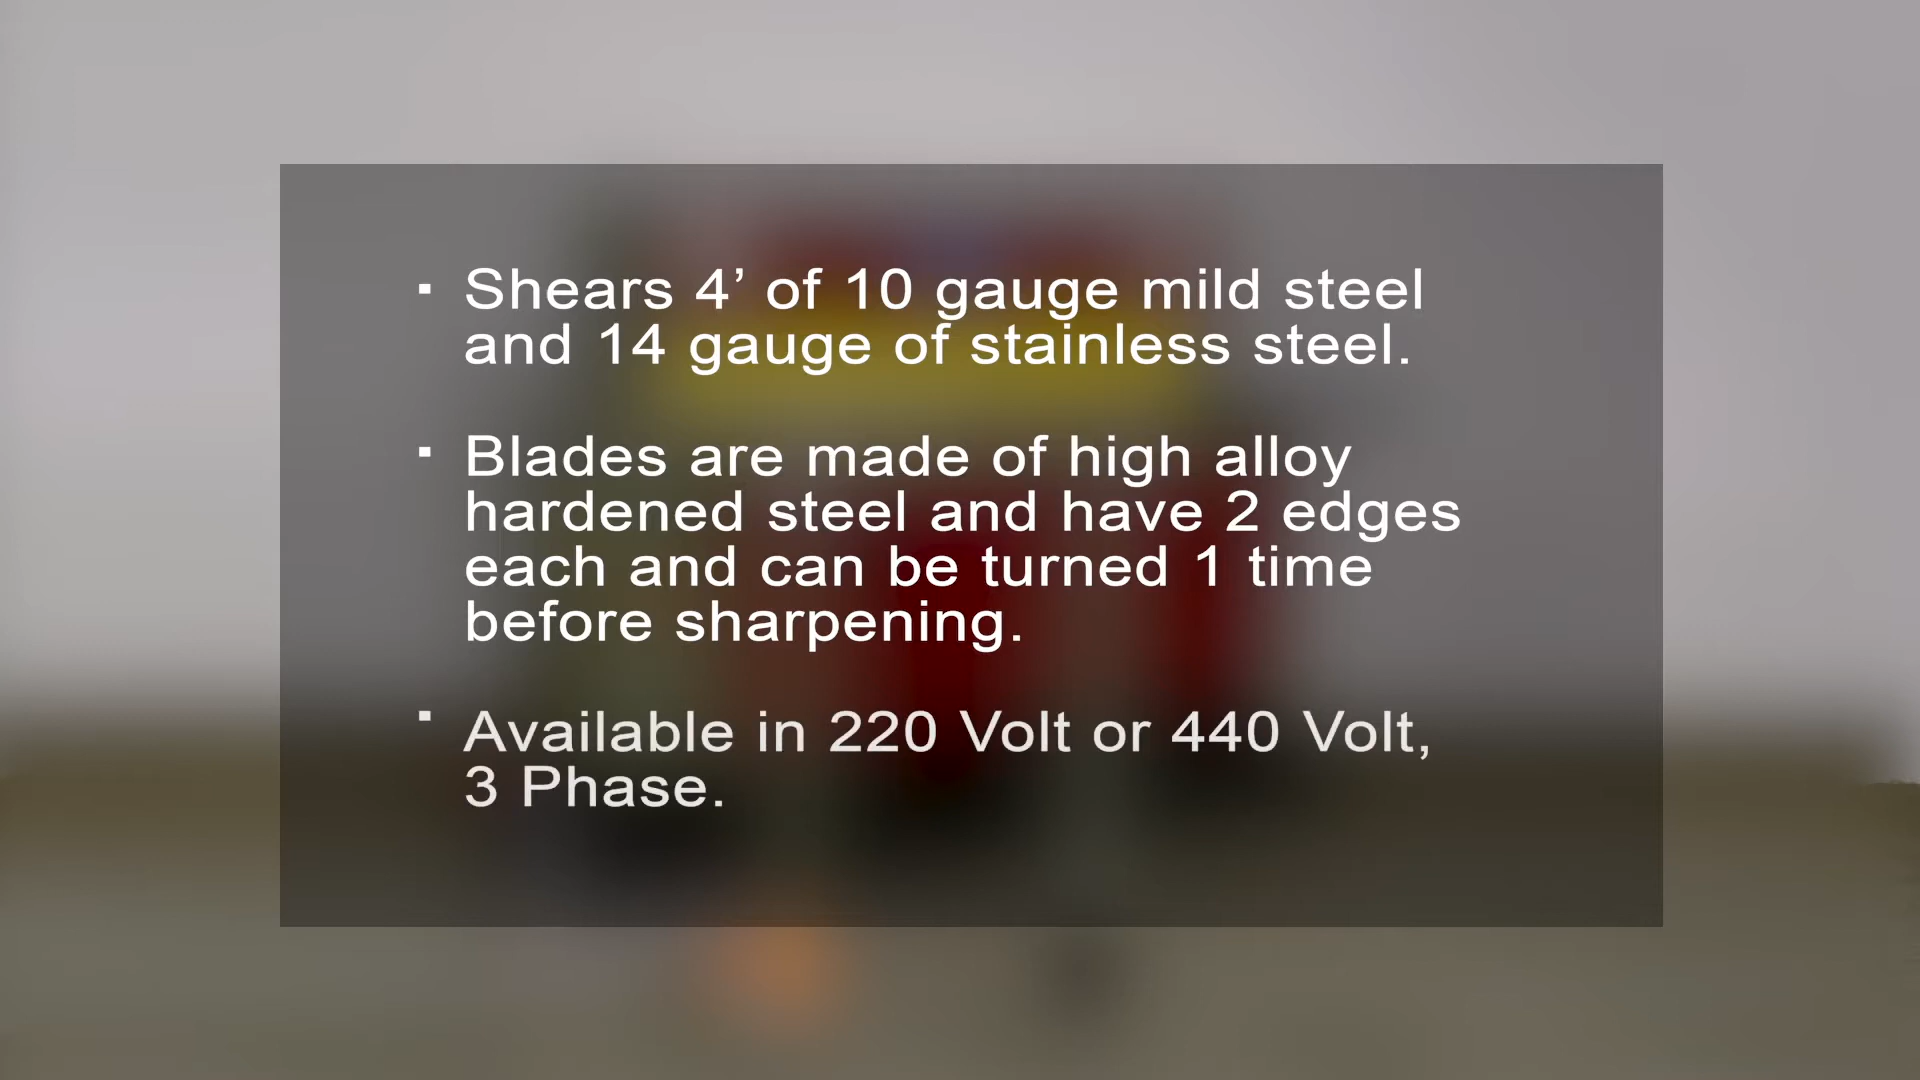 ▪ Shears 4’ of 10 gauge mild steel
and 14 gauge of stainless steel.
▪ Blades are made of high alloy
hardened steel and have 2 edges
each and can be turned 1 time
before sharpening.
▪ Available in 220 Volt or 440 Volt,
3 Phase.